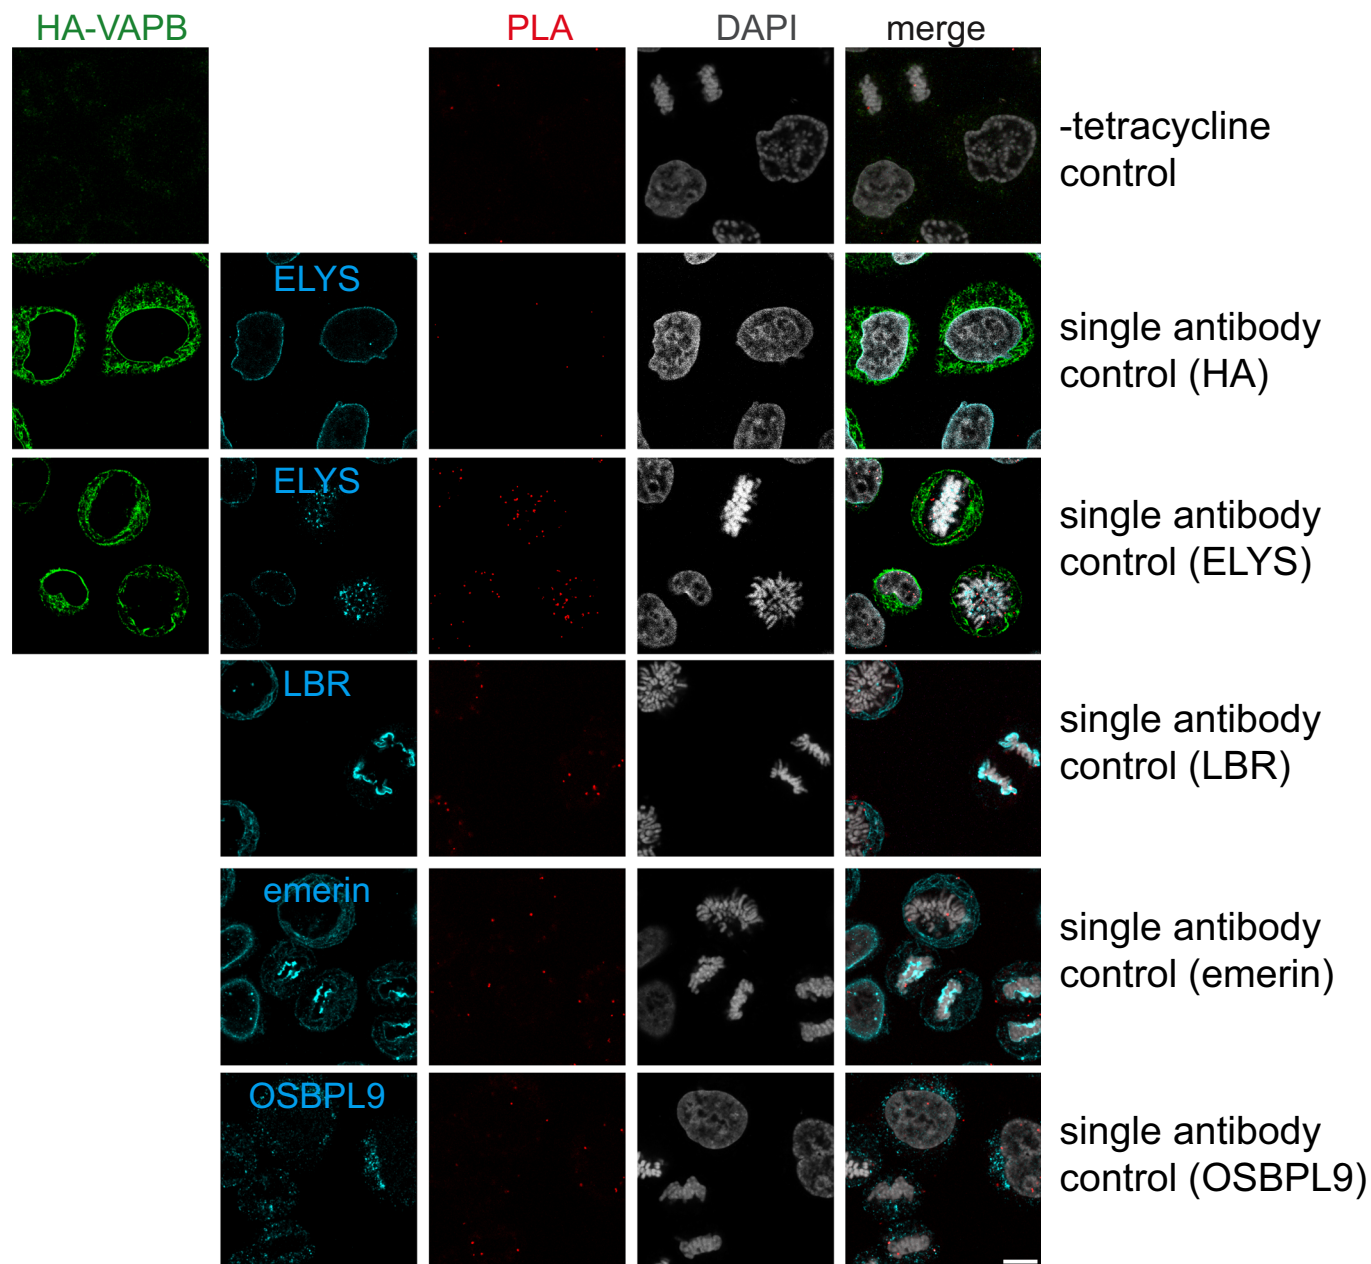 HA-VAPB PLA DAPI merge
-tetracycline
control
ELYS
single antibody
control (HA)
ELYS
single antibody
control (ELYS)
LBR
single antibody
control (LBR)
emerin
single antibody
control (emerin)
OSBPL9
single antibody
control (OSBPL9)